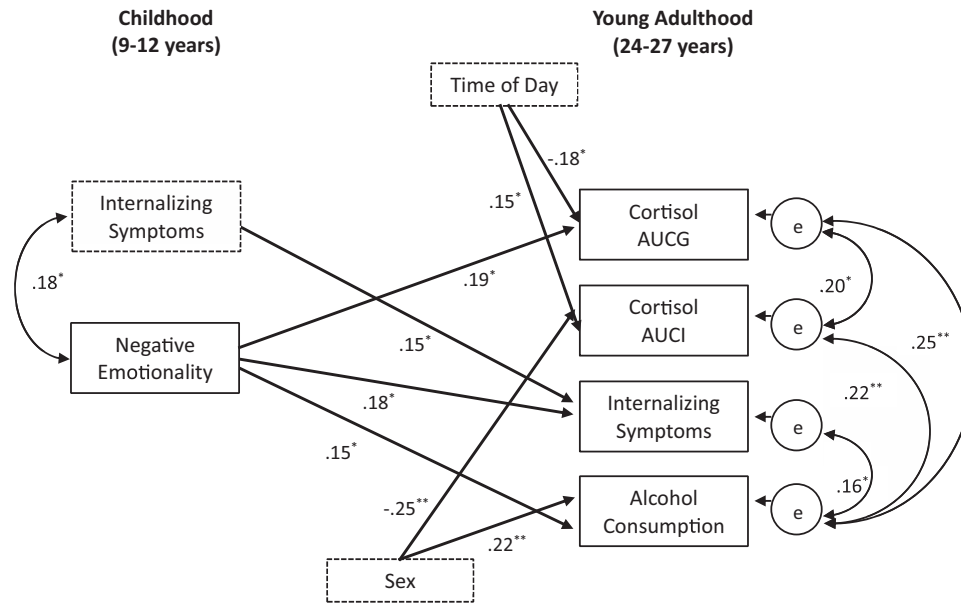 Childhood
(9-12 years)
Young Adulthood
(24-27 years)
Time of Day
-.18*
.15*
Internalizing
Symptoms
Cortisol
AUCG
e
.18*
.19*
.20*
Negative
Emotionality
Cortisol
AUCI
e
.25**
.15*
.22**
.18*
Internalizing
Symptoms
e
.15*
.16*
-.25**
Alcohol
Consumption
e
.22**
Sex